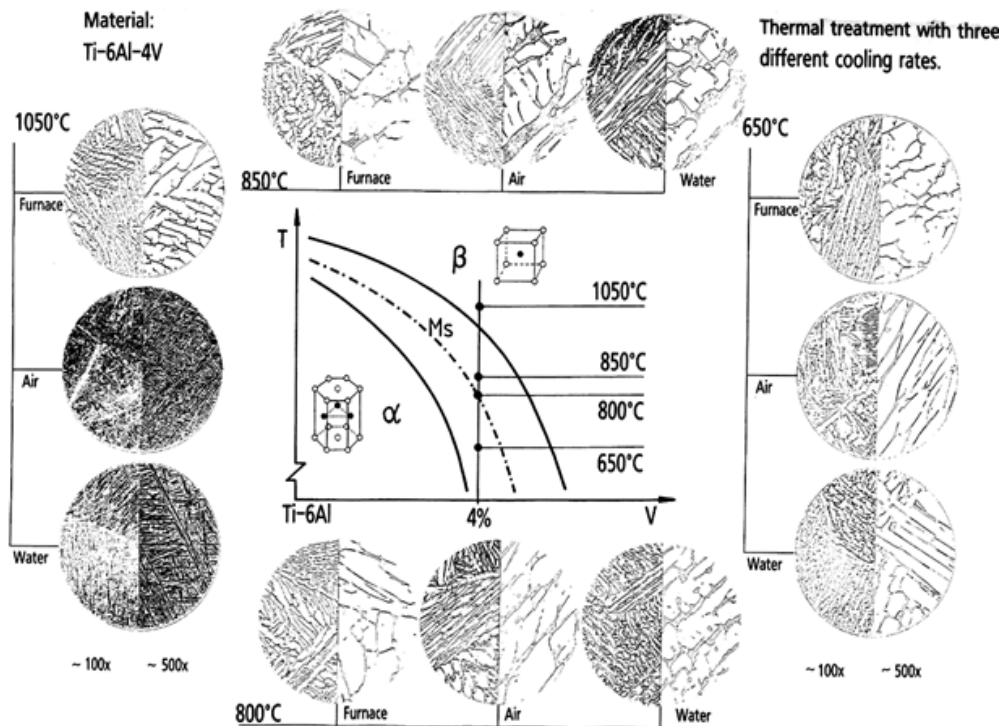 Material:
Ti-6Al-4V
Thermal treatment with three
different cooling rates.
1050°C
Furnace
Air
Water
~ 100x ~ 500x
850°C
Furnace
Air
Water
650°C
Furnace
Air
Water
~ 100x ~ 500x
T
β
Ms
α
1050°C
850°C
800°C
650°C
Ti-6Al
4%
V
800°C
Furnace
Air
Water